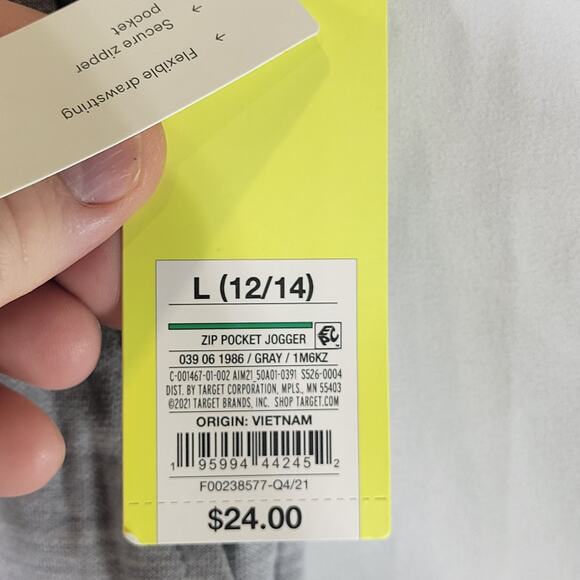 → Flexible drawstring
→ Secure zipper
pocket
L (12/14)
ZIP POCKET JOGGER
039 06 1986 / GRAY / 1M6KZ
C-001467-01-002 AIM21 50A01-0391 S526-0004
DIST. BY TARGET CORPORATION, MPLS., MN 55403
©2021 TARGET BRANDS, INC. SHOP TARGET.COM
ORIGIN: VIETNAM
1 95994 44245 2
F00238577-Q4/21
$24.00